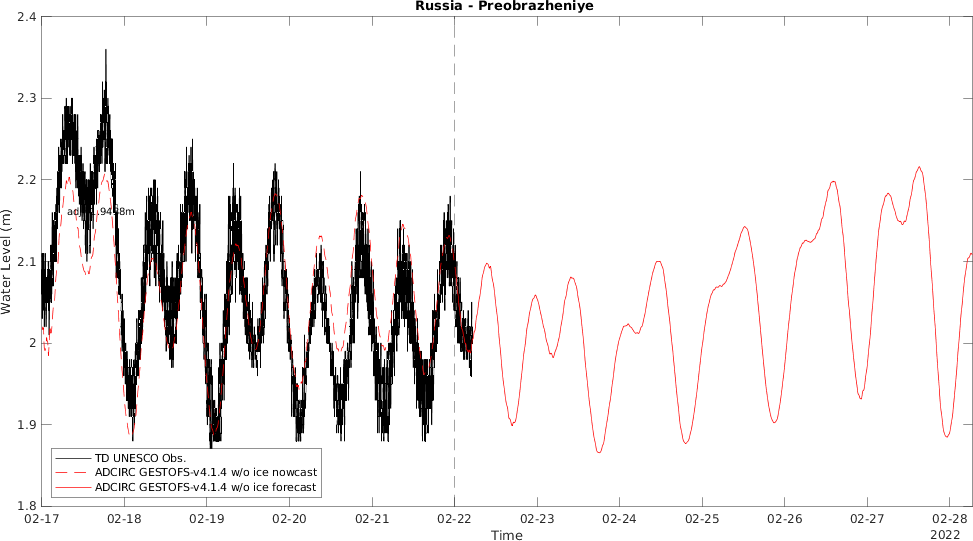 Russia - Preobrazheniye
2.4
2.3
2.2
2.1
2
1.9
1.8
Water Level (m)
TD UNESCO Obs.
ADCIRC GESTOFS-v4.1.4 w/o ice nowcast
ADCIRC GESTOFS-v4.1.4 w/o ice forecast
02-17 02-18 02-19 02-20 02-21 02-22 02-23 02-24 02-25 02-26 02-27 02-28
Time
2022